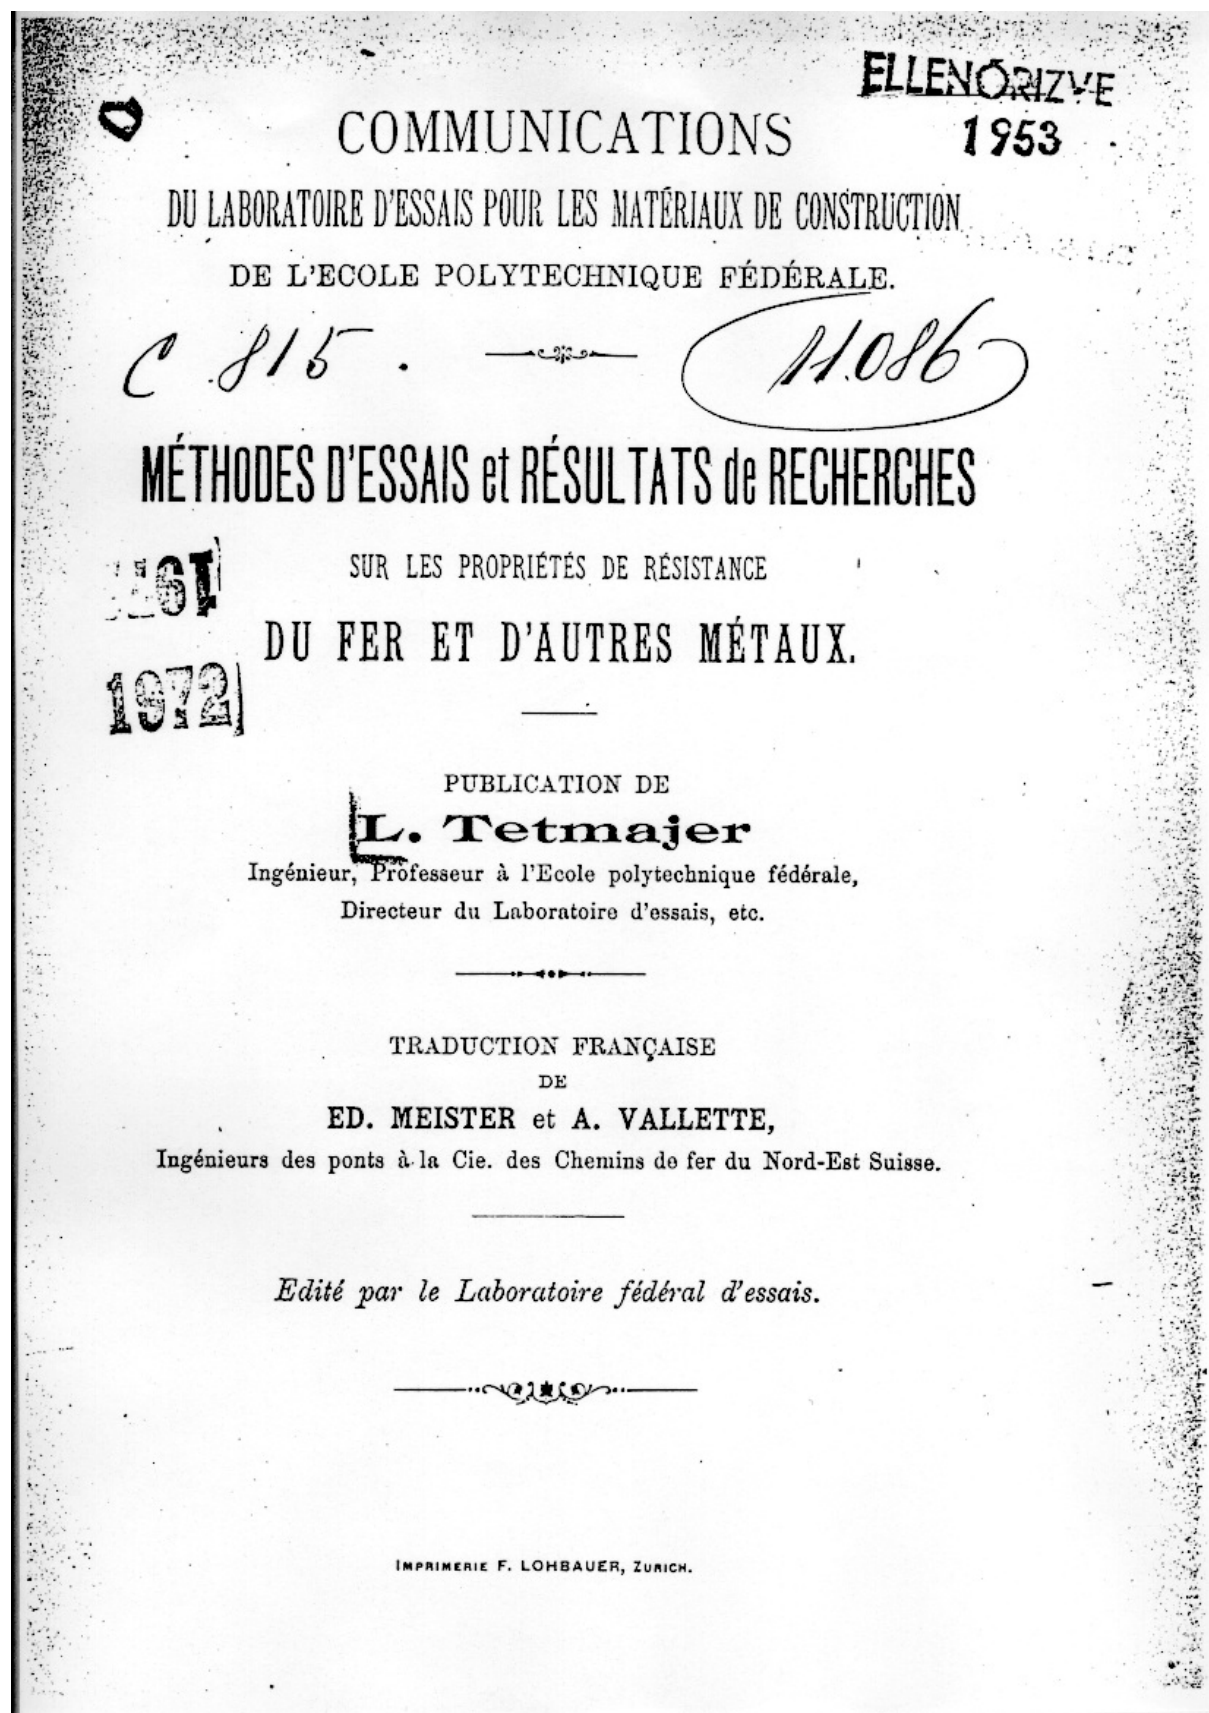 ELLENŐRIZVE
1953
COMMUNICATIONS
DU LABORATOIRE D'ESSAIS POUR LES MATÉRIAUX DE CONSTRUCTION
DE L'ECOLE POLYTECHNIQUE FÉDÉRALE.
C 815.
11.086
MÉTHODES D'ESSAIS et RÉSULTATS de RECHERCHES
SUR LES PROPRIÉTÉS DE RÉSISTANCE
DU FER ET D'AUTRES MÉTAUX.
1972
PUBLICATION DE
L. Tetmajer
Ingénieur, Professeur à l'Ecole polytechnique fédérale,
Directeur du Laboratoire d'essais, etc.
TRADUCTION FRANÇAISE
DE
ED. MEISTER et A. VALLETTE,
Ingénieurs des ponts à la Cie. des Chemins de fer du Nord-Est Suisse.
Edité par le Laboratoire fédéral d'essais.
IMPRIMERIE F. LOHBAUER, ZURICH.